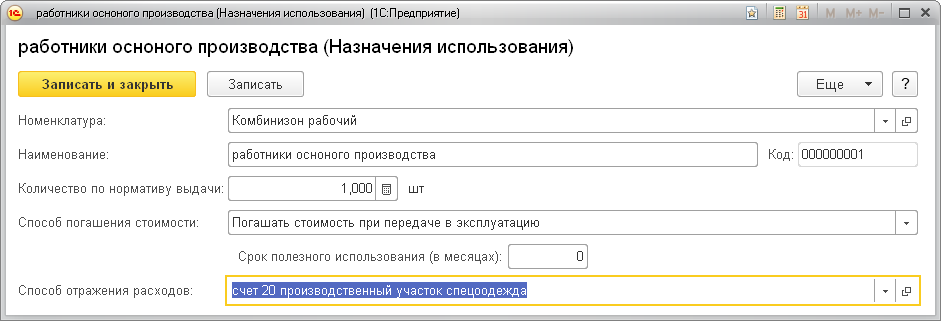 работники осноного производства (Назначения использования) (1С:Предприятие)
M M+ M-
работники осноного производства (Назначения использования)
Записать и закрыть Записать Еще ?
Номенклатура: Комбинизон рабочий
Наименование: работники осноного производства Код: 000000001
Количество по нормативу выдачи: 1,000 шт
Способ погашения стоимости: Погашать стоимость при передаче в эксплуатацию
Срок полезного использования (в месяцах): 0
Способ отражения расходов: счет 20 производственный участок спецоодежда